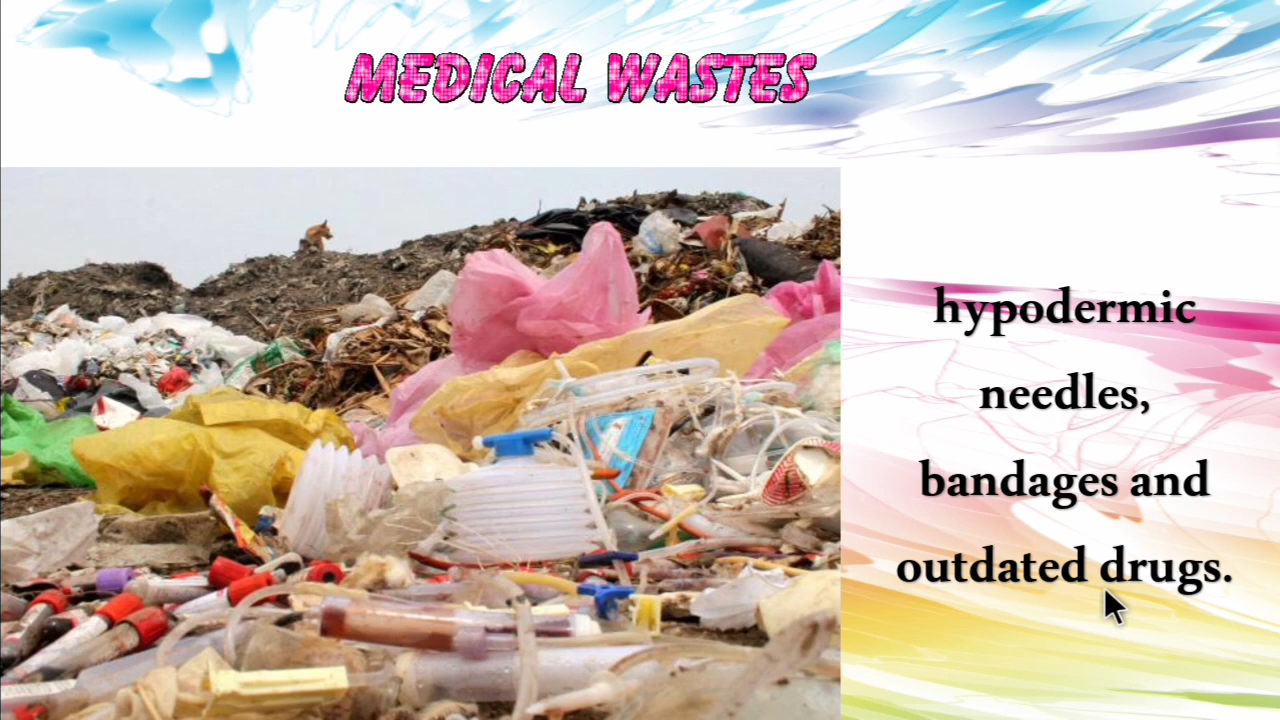 MEDICAL WASTES
hypodermic
needles,
bandages and
outdated drugs.